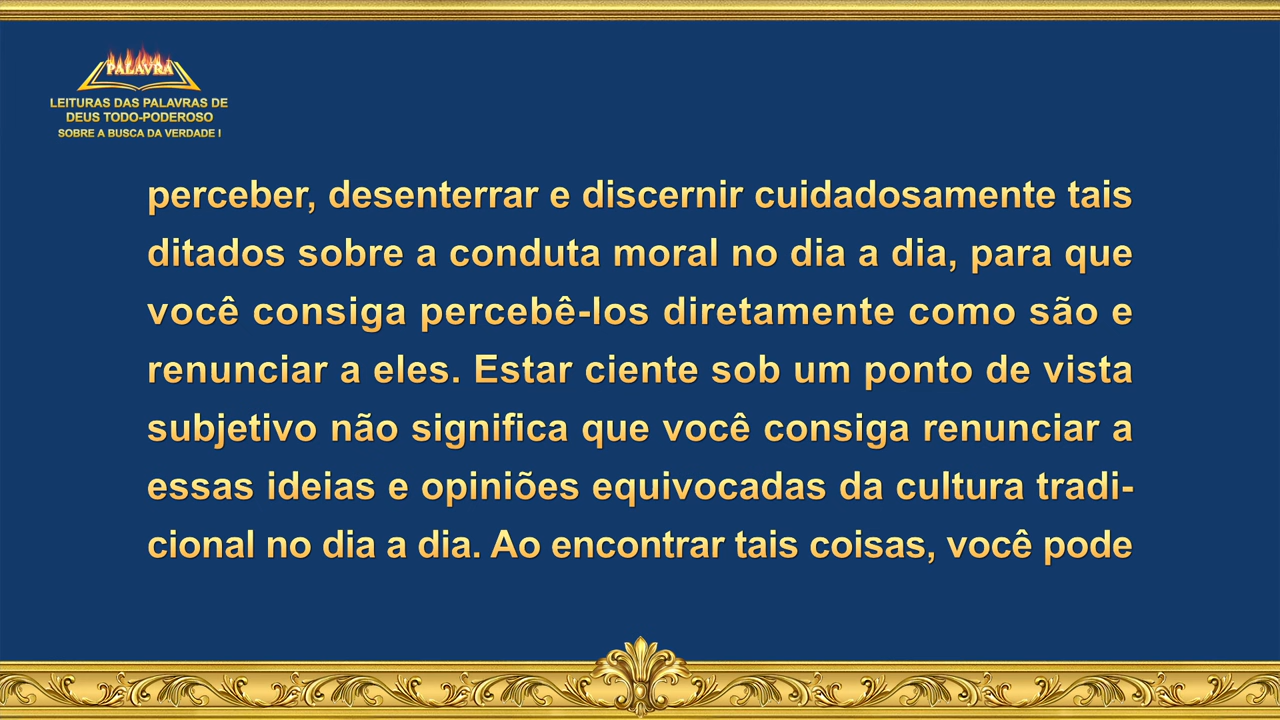 PALAVRA
LEITURAS DAS PALAVRAS DE
DEUS TODO-PODEROSO
SOBRE A BUSCA DA VERDADE I
perceber, desenterrar e discernir cuidadosamente tais
ditados sobre a conduta moral no dia a dia, para que
você consiga percebê-los diretamente como são e
renunciar a eles. Estar ciente sob um ponto de vista
subjetivo não significa que você consiga renunciar a
essas ideias e opiniões equivocadas da cultura tradi-
cional no dia a dia. Ao encontrar tais coisas, você pode